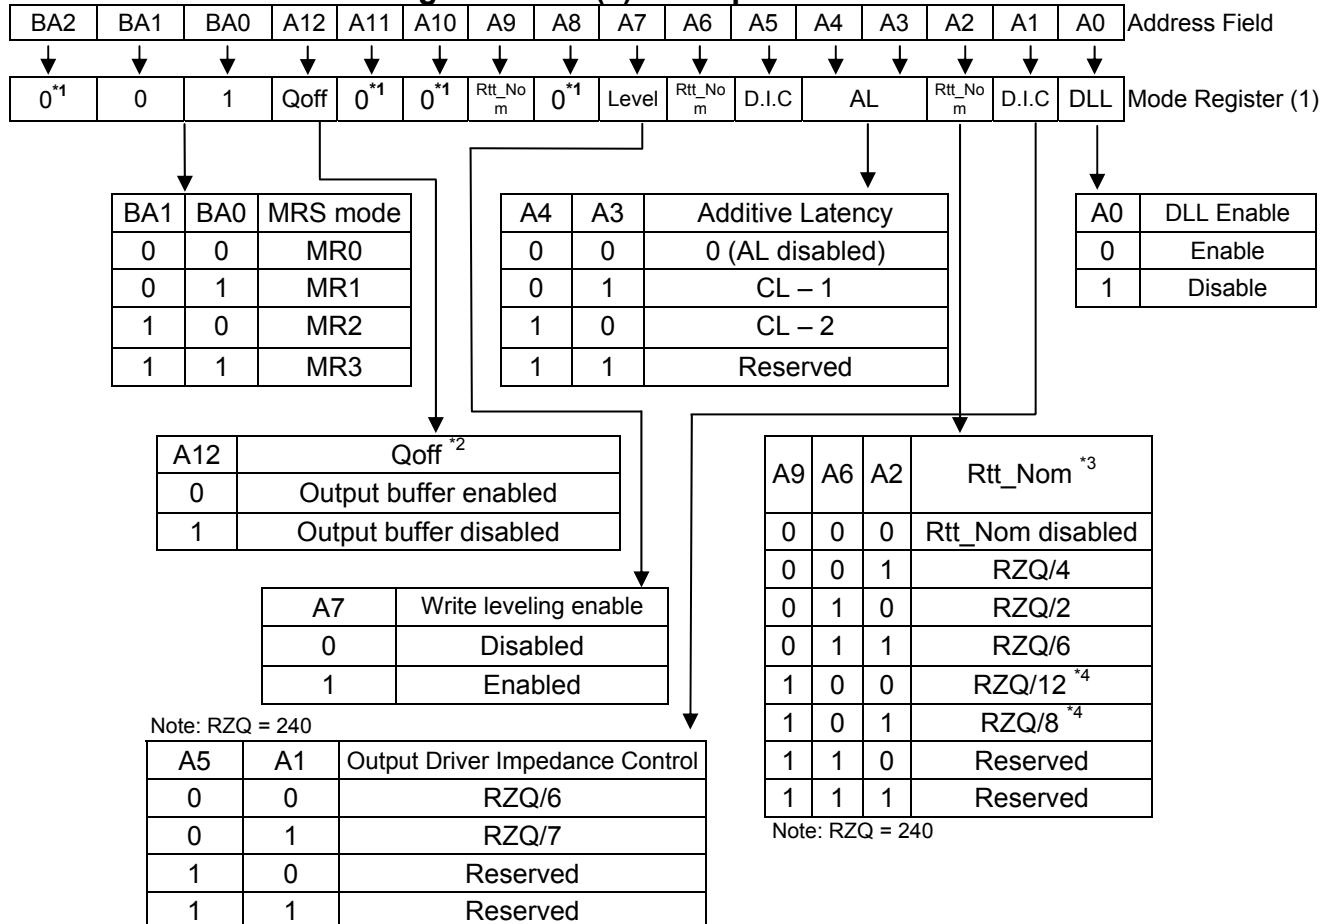 BA2 BA1 BA0 A12 A11 A10 A9 A8 A7 A6 A5 A4 A3 A2 A1 A0 Address Field
0*1 0 1 Qoff 0*1 0*1 Rtt_No m 0*1 Level Rtt_No m D.I.C AL Rtt_No m D.I.C DLL Mode Register (1)
BA1 BA0 MRS mode
0 0 MR0
0 1 MR1
1 0 MR2
1 1 MR3
A4 A3 Additive Latency
0 0 0 (AL disabled)
0 1 CL – 1
1 0 CL – 2
1 1 Reserved
A0 DLL Enable
0 Enable
1 Disable
A12 Qoff *2
0 Output buffer enabled
1 Output buffer disabled
A9 A6 A2 Rtt_Nom *3
0 0 0 Rtt_Nom disabled
0 0 1 RZQ/4
0 1 0 RZQ/2
0 1 1 RZQ/6
1 0 0 RZQ/12 *4
1 0 1 RZQ/8 *4
1 1 0 Reserved
1 1 1 Reserved
Note: RZQ = 240
A7 Write leveling enable
0 Disabled
1 Enabled
Note: RZQ = 240
A5 A1 Output Driver Impedance Control
0 0 RZQ/6
0 1 RZQ/7
1 0 Reserved
1 1 Reserved